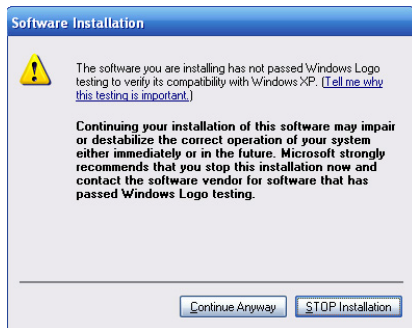 Software Installation
The software you are installing has not passed Windows Logo
testing to verify its compatibility with Windows XP. (Tell me why
this testing is important.)
Continuing your installation of this software may impair
or destabilize the correct operation of your system
either immediately or in the future. Microsoft strongly
recommends that you stop this installation now and
contact the software vendor for software that has
passed Windows Logo testing.
Continue Anyway STOP Installation